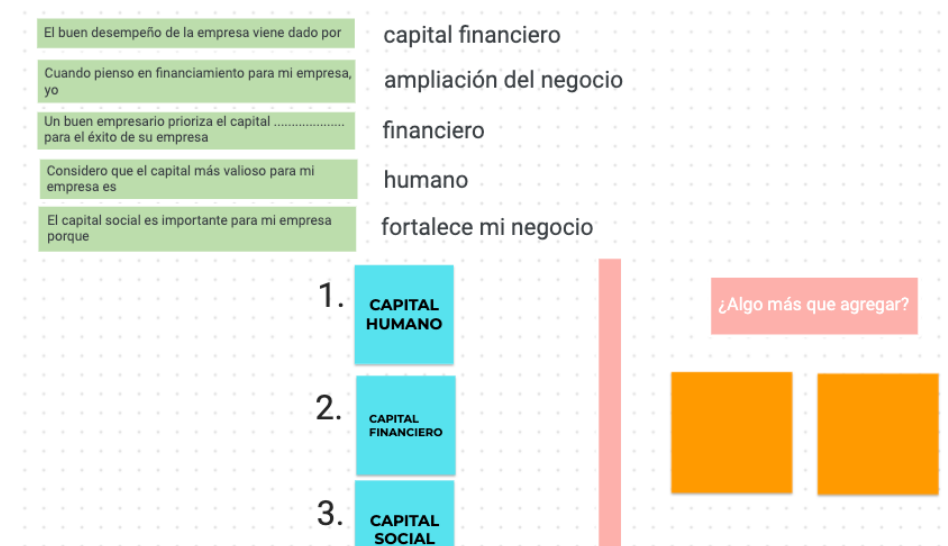 El buen desempeño de la empresa viene dado por
capital financiero
Cuando pienso en financiamiento para mi empresa,
yo
ampliación del negocio
Un buen empresario prioriza el capital ....................
para el éxito de su empresa
financiero
Considero que el capital más valioso para mi
empresa es
humano
El capital social es importante para mi empresa
porque
fortalece mi negocio
1.
CAPITAL
HUMANO
¿Algo más que agregar?
2.
CAPITAL
FINANCIERO
3.
CAPITAL
SOCIAL